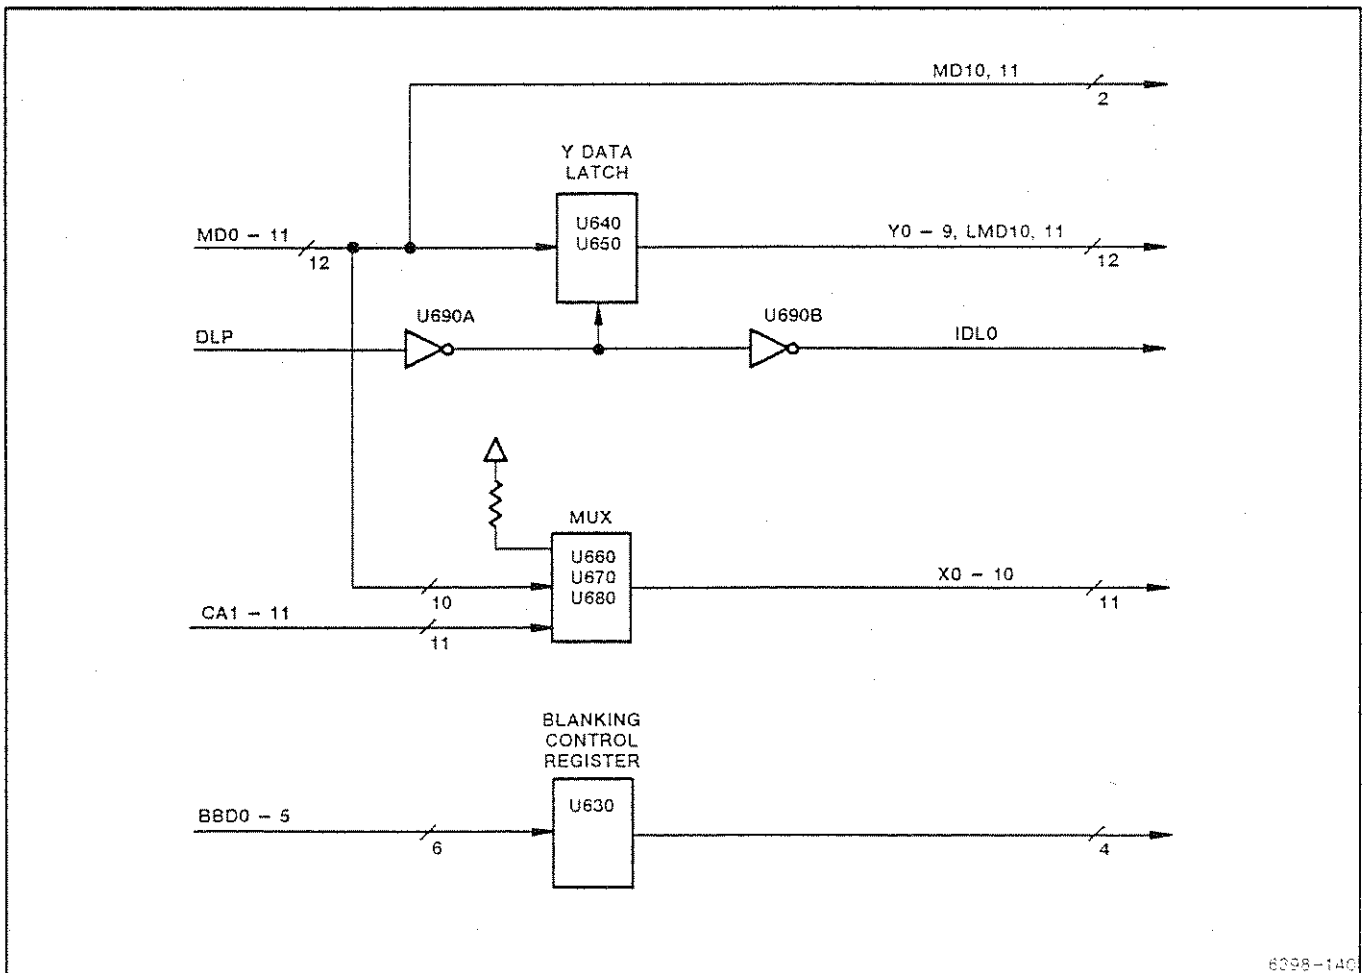 MD10, 11
2
Y DATA
LATCH
U640
U650
MD0 - 11
12
Y0 - 9, LMD10, 11
12
U690A
U690B
DLP
IDL0
MUX
U660
U670
U680
10
X0 - 10
11
CA1 - 11
11
BLANKING
CONTROL
REGISTER
U630
BBD0 - 5
6
4
6398-140